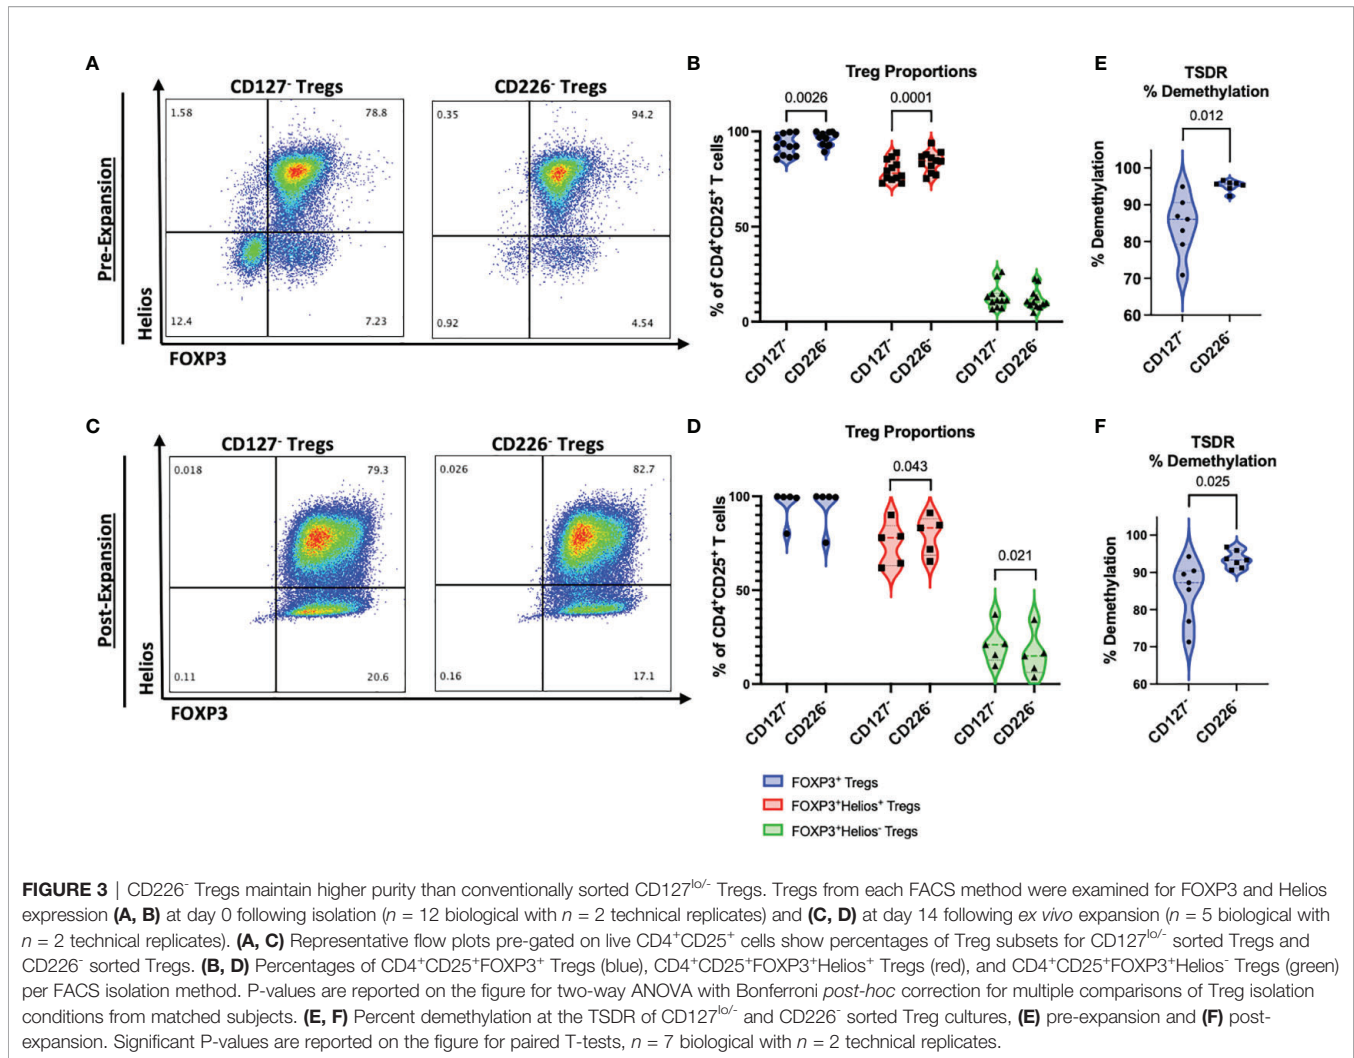 A
CD127⁻ Tregs
CD226⁻ Tregs
Pre-Expansion
Helios
1.58
78.8
12.4
7.23
0.35
94.2
0.92
4.54
FOXP3
B
Treg Proportions
0.0026
0.0001
% of CD4⁺CD25⁺ T cells
100
50
0
CD127⁻
CD226⁻
CD127⁻
CD226⁻
CD127⁻
CD226⁻
E
TSDR
% Demethylation
0.012
% Demethylation
100
90
80
70
60
CD127⁻
CD226⁻
C
CD127⁻ Tregs
CD226⁻ Tregs
Post-Expansion
Helios
0.018
79.3
0.11
20.6
0.026
82.7
0.16
17.1
FOXP3
D
Treg Proportions
0.043
0.021
% of CD4⁺CD25⁺ T cells
100
50
0
CD127⁻
CD226⁻
CD127⁻
CD226⁻
CD127⁻
CD226⁻
F
TSDR
% Demethylation
0.025
% Demethylation
100
90
80
70
60
CD127⁻
CD226⁻
FOXP3⁺ Tregs
FOXP3⁺Helios⁺ Tregs
FOXP3⁺Helios⁻ Tregs
FIGURE 3 | CD226⁻ Tregs maintain higher purity than conventionally sorted CD127ˡᵒ/⁻ Tregs. Tregs from each FACS method were examined for FOXP3 and Helios
expression (A, B) at day 0 following isolation (n = 12 biological with n = 2 technical replicates) and (C, D) at day 14 following ex vivo expansion (n = 5 biological with
n = 2 technical replicates). (A, C) Representative flow plots pre-gated on live CD4⁺CD25⁺ cells show percentages of Treg subsets for CD127ˡᵒ/⁻ sorted Tregs and
CD226⁻ sorted Tregs. (B, D) Percentages of CD4⁺CD25⁺FOXP3⁺ Tregs (blue), CD4⁺CD25⁺FOXP3⁺Helios⁺ Tregs (red), and CD4⁺CD25⁺FOXP3⁺Helios⁻ Tregs (green)
per FACS isolation method. P-values are reported on the figure for two-way ANOVA with Bonferroni post-hoc correction for multiple comparisons of Treg isolation
conditions from matched subjects. (E, F) Percent demethylation at the TSDR of CD127ˡᵒ/⁻ and CD226⁻ sorted Treg cultures, (E) pre-expansion and (F) post-
expansion. Significant P-values are reported on the figure for paired T-tests, n = 7 biological with n = 2 technical replicates.